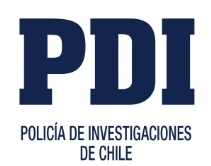 PDI
POLICÍA DE INVESTIGACIONES
DE CHILE